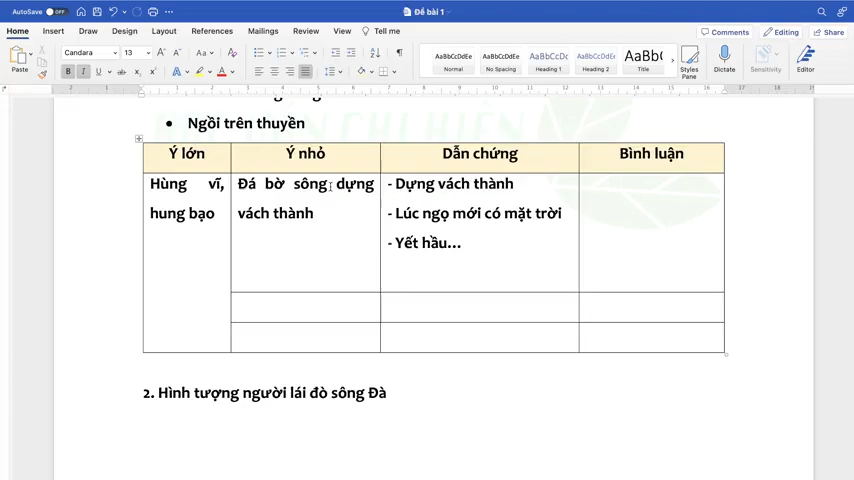 AutoSave OFF
Đề bài 1
Home Insert Draw Design Layout References Mailings Review View Tell me
Comments Editing Share
Paste
Candara 13
AaBbCcDdEe AaBbCcDdEe AaBbCcDc AaBbCcDdEe AaBb(
Normal No Spacing Heading 1 Heading 2 Title
Styles Pane
Dictate
Sensitivity
Editor
• Ngồi trên thuyền
Ý lớn Ý nhỏ Dẫn chứng Bình luận
Hùng vĩ, Đá bờ sông dựng - Dựng vách thành
hung bạo vách thành - Lúc ngọ mới có mặt trời
- Yết hầu...
2. Hình tượng người lái đò sông Đà